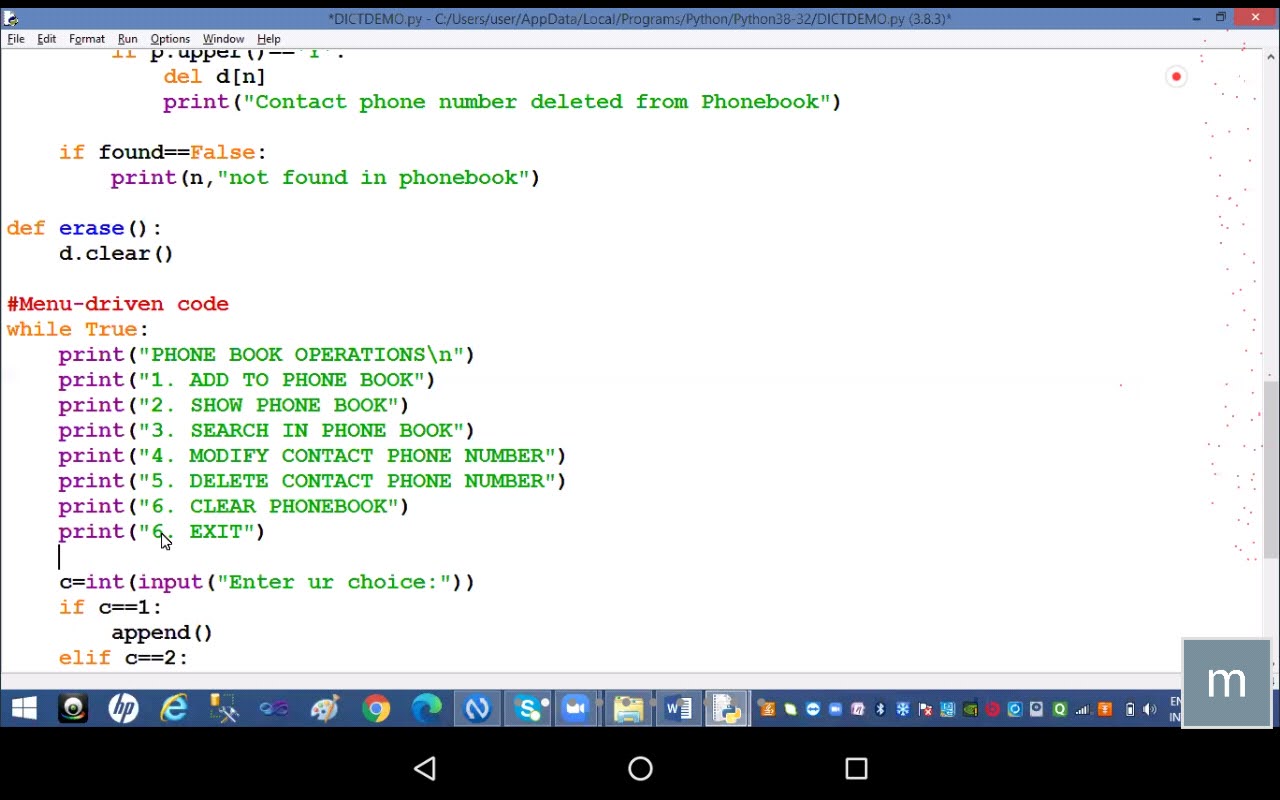 *DICTDEMO.py - C:/Users/user/AppData/Local/Programs/Python/Python38-32/DICTDEMO.py (3.8.3)*
File Edit Format Run Options Window Help
if p.upper()=='Y':
del d[n]
print("Contact phone number deleted from Phonebook")
if found==False:
print(n,"not found in phonebook")
def erase():
d.clear()
#Menu-driven code
while True:
print("PHONE BOOK OPERATIONS\n")
print("1. ADD TO PHONE BOOK")
print("2. SHOW PHONE BOOK")
print("3. SEARCH IN PHONE BOOK")
print("4. MODIFY CONTACT PHONE NUMBER")
print("5. DELETE CONTACT PHONE NUMBER")
print("6. CLEAR PHONEBOOK")
print("6. EXIT")
c=int(input("Enter ur choice:"))
if c==1:
append()
elif c==2:
m
EN
IN